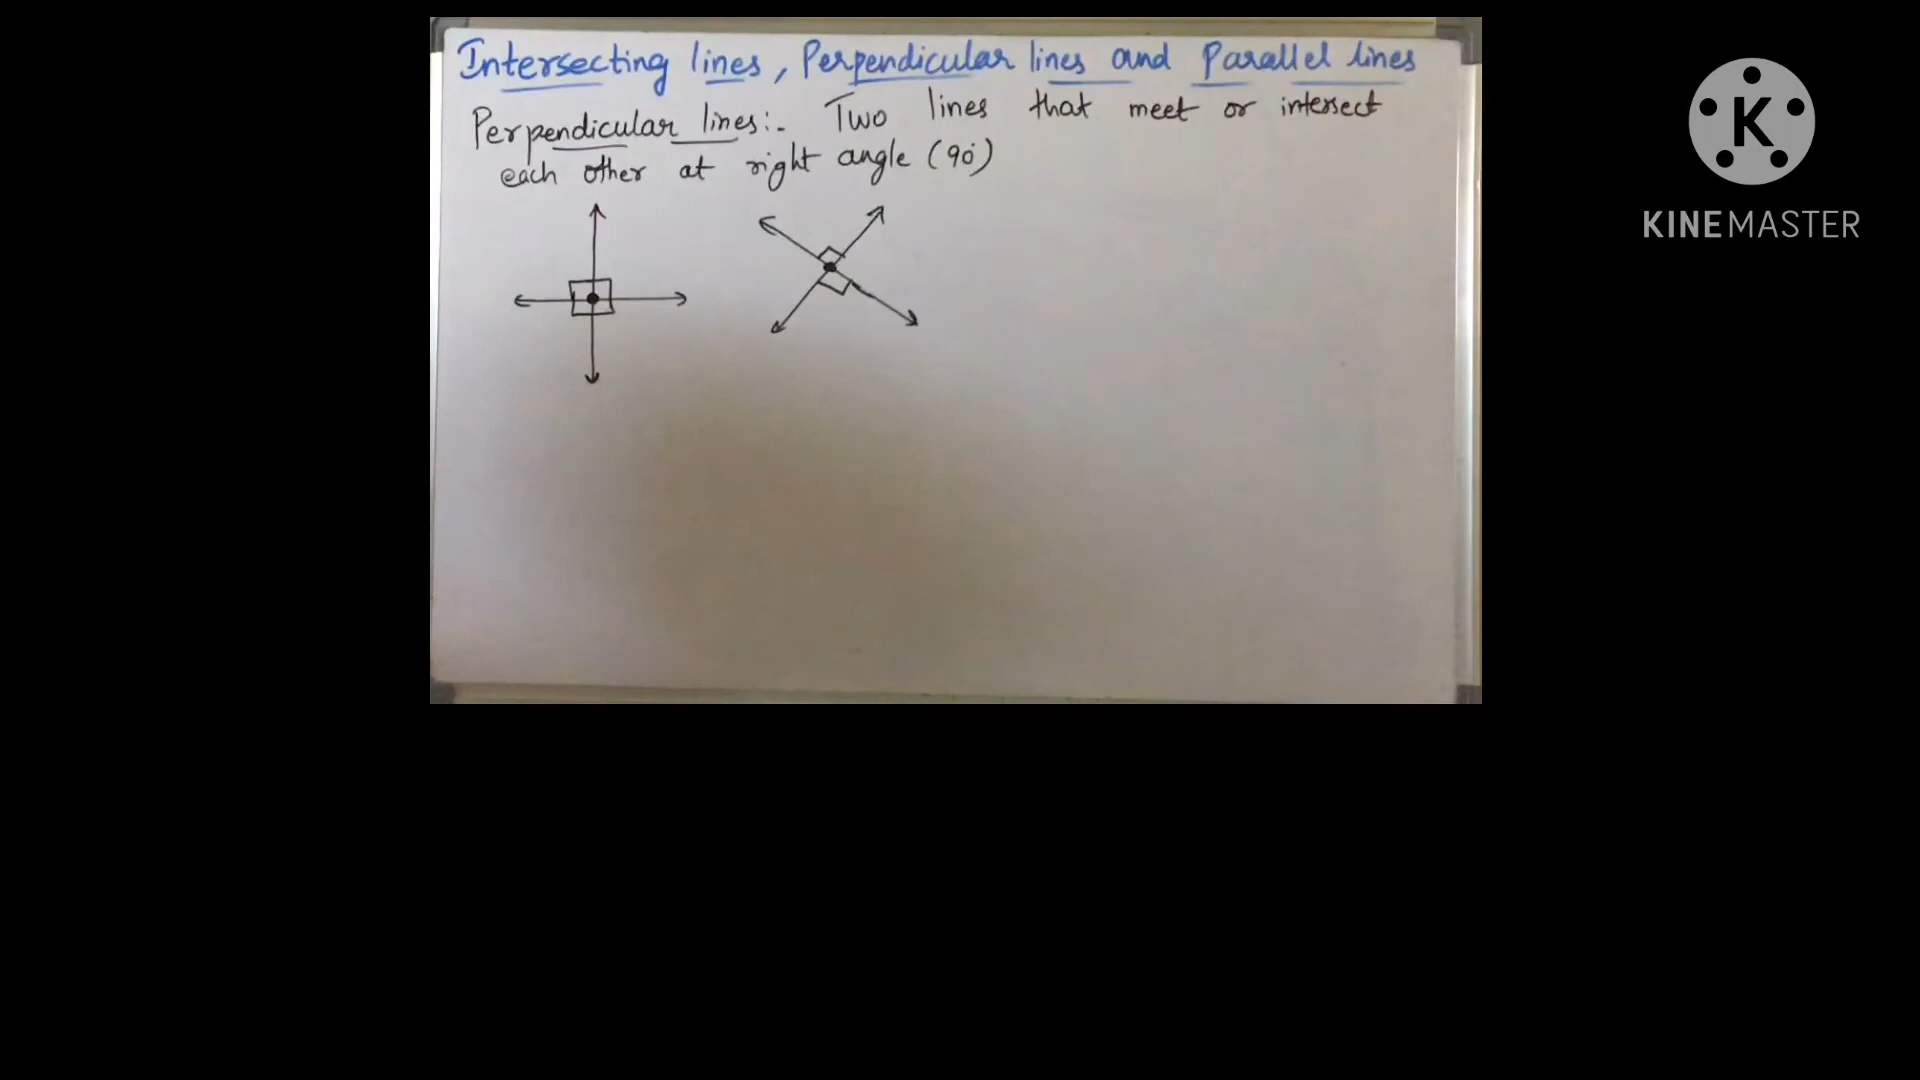 Intersecting lines, Perpendicular lines and Parallel lines
Perpendicular lines:- Two lines that meet or intersect
each other at right angle (90°)
K
KINEMASTER